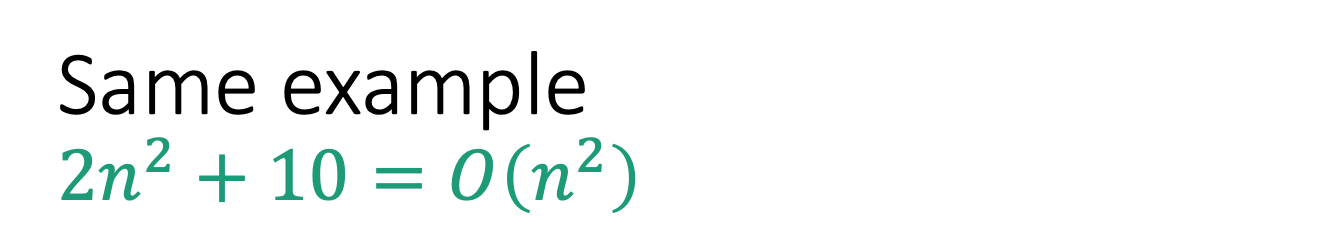 Same example
2n² + 10 = O(n²)